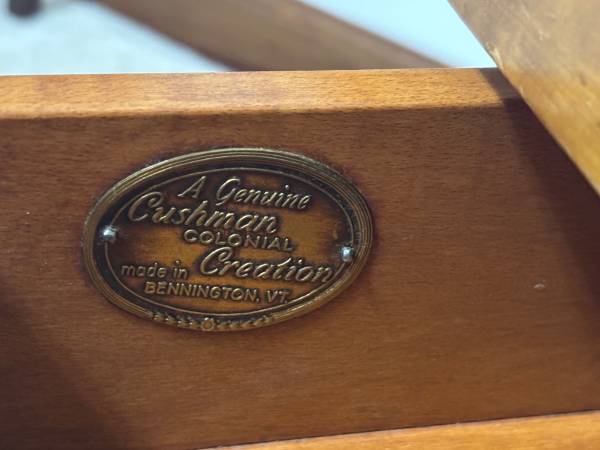 A Genuine
Cushman
COLONIAL
Creation
made in
BENNINGTON, VT.